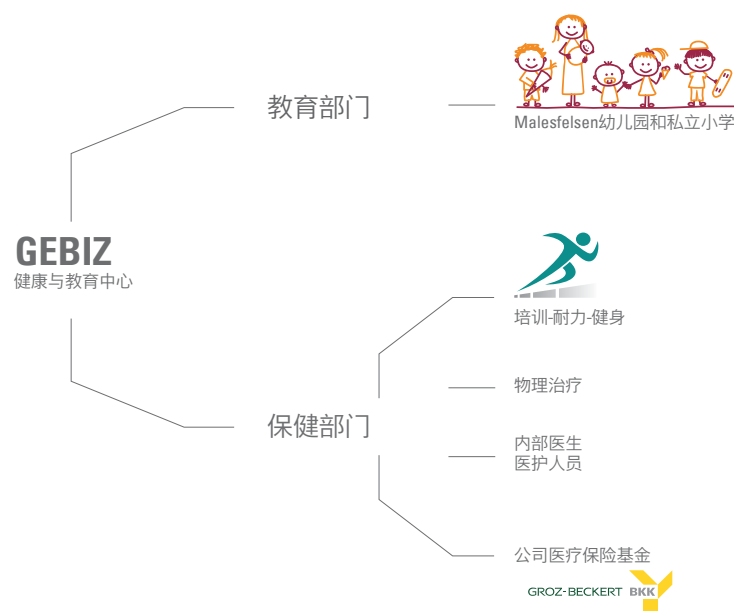 教育部门
Malesfelsen幼儿园和私立小学
GEBIZ
健康与教育中心
培训-耐力-健身
物理治疗
保健部门
内部医生
医护人员
公司医疗保险基金
GROZ-BECKERT BKK